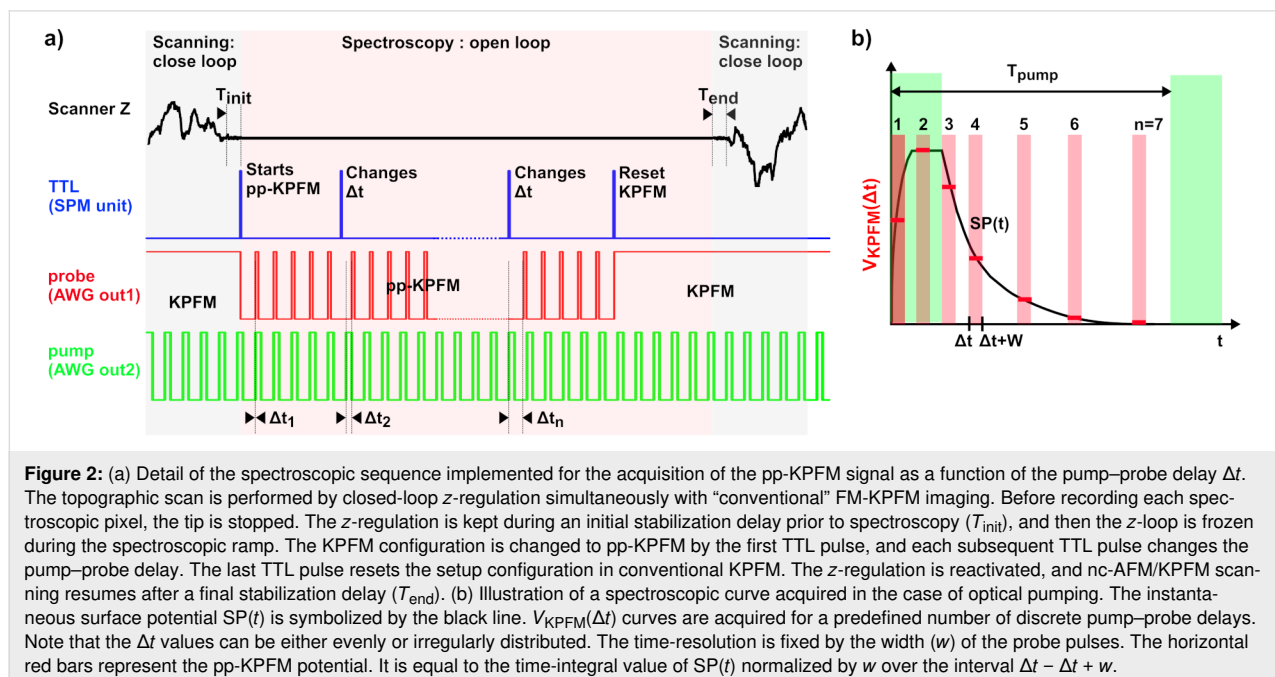 a)
Scanning:
close loop
Spectroscopy : open loop
Scanning:
close loop
Scanner Z
Tinit
Tend
TTL
(SPM unit)
Starts
pp-KPFM
Changes
Δt
Changes
Δt
Reset
KPFM
probe
(AWG out1)
KPFM
pp-KPFM
KPFM
pump
(AWG out2)
Δt1
Δt2
Δtn
b)
Tpump
1 2 3 4 5 6 n=7
VKPFM(Δt)
SP(t)
Δt Δt+W
t
Figure 2: (a) Detail of the spectroscopic sequence implemented for the acquisition of the pp-KPFM signal as a function of the pump–probe delay Δt.
The topographic scan is performed by closed-loop z-regulation simultaneously with “conventional” FM-KPFM imaging. Before recording each spec-
troscopic pixel, the tip is stopped. The z-regulation is kept during an initial stabilization delay prior to spectroscopy (Tinit), and then the z-loop is frozen
during the spectroscopic ramp. The KPFM configuration is changed to pp-KPFM by the first TTL pulse, and each subsequent TTL pulse changes the
pump–probe delay. The last TTL pulse resets the setup configuration in conventional KPFM. The z-regulation is reactivated, and nc-AFM/KPFM scan-
ning resumes after a final stabilization delay (Tend). (b) Illustration of a spectroscopic curve acquired in the case of optical pumping. The instanta-
neous surface potential SP(t) is symbolized by the black line. VKPFM(Δt) curves are acquired for a predefined number of discrete pump–probe delays.
Note that the Δt values can be either evenly or irregularly distributed. The time-resolution is fixed by the width (w) of the probe pulses. The horizontal
red bars represent the pp-KPFM potential. It is equal to the time-integral value of SP(t) normalized by w over the interval Δt − Δt + w.